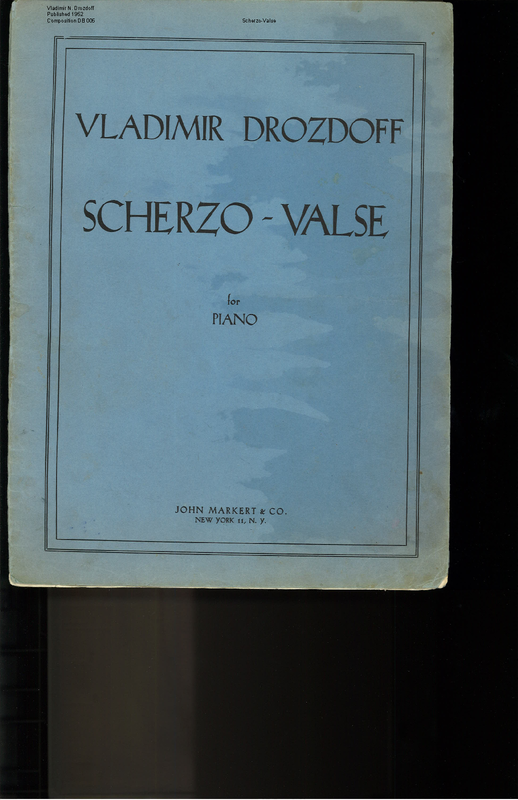 Vladimir N. Drozdoff
Published 1952
Composition DB 006
Scherzo-Valse
VLADIMIR DROZDOFF
SCHERZO - VALSE
for
PIANO
JOHN MARKERT & CO.
NEW YORK 11, N. Y.